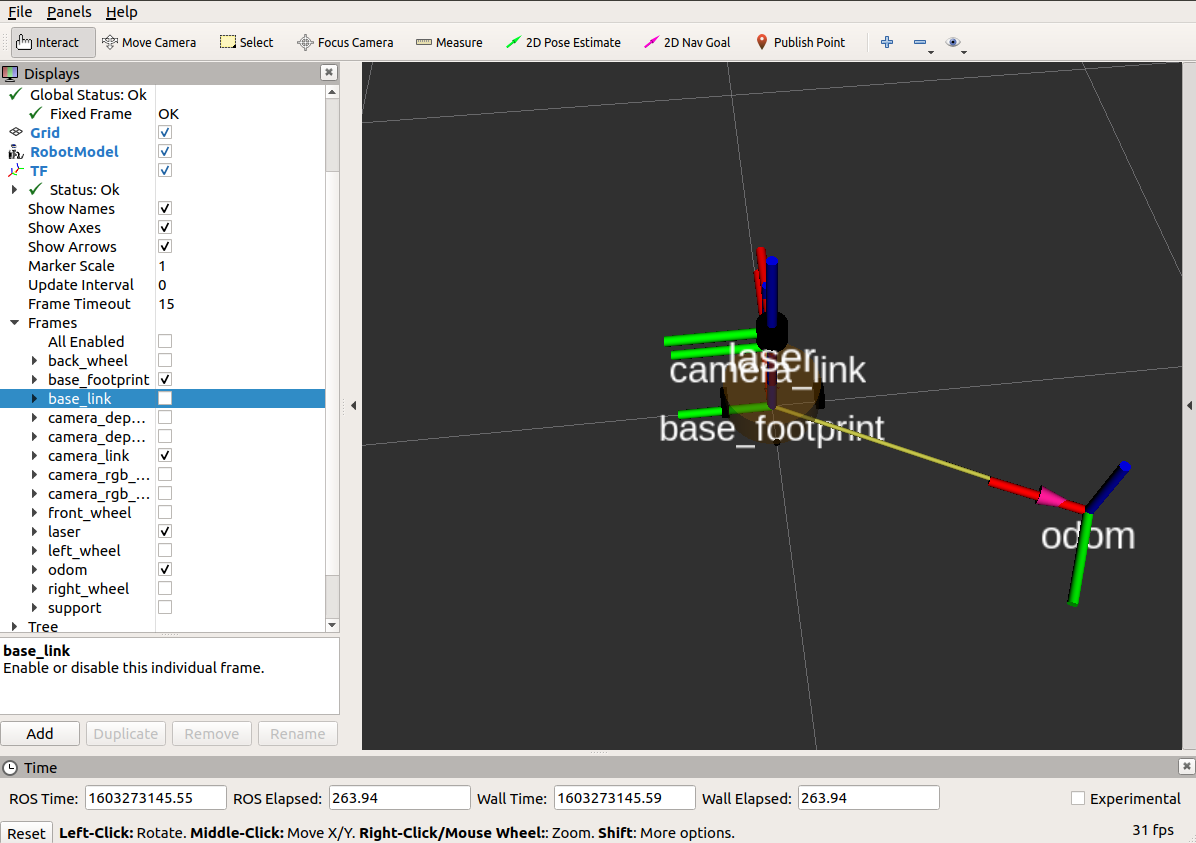 File Panels Help
Interact Move Camera Select Focus Camera Measure 2D Pose Estimate 2D Nav Goal Publish Point
Displays
Global Status: Ok
Fixed Frame OK
Grid
RobotModel
TF
Status: Ok
Show Names
Show Axes
Show Arrows
Marker Scale 1
Update Interval 0
Frame Timeout 15
Frames
All Enabled
back_wheel
base_footprint
base_link
camera_dep...
camera_dep...
camera_link
camera_rgb_...
camera_rgb_...
front_wheel
laser
left_wheel
odom
right_wheel
support
Tree
base_link
Enable or disable this individual frame.
Add Duplicate Remove Rename
laser
camera_link
base_footprint
odom
Time
ROS Time: 1603273145.55 ROS Elapsed: 263.94 Wall Time: 1603273145.59 Wall Elapsed: 263.94 Experimental
Reset Left-Click: Rotate. Middle-Click: Move X/Y. Right-Click/Mouse Wheel:: Zoom. Shift: More options. 31 fps